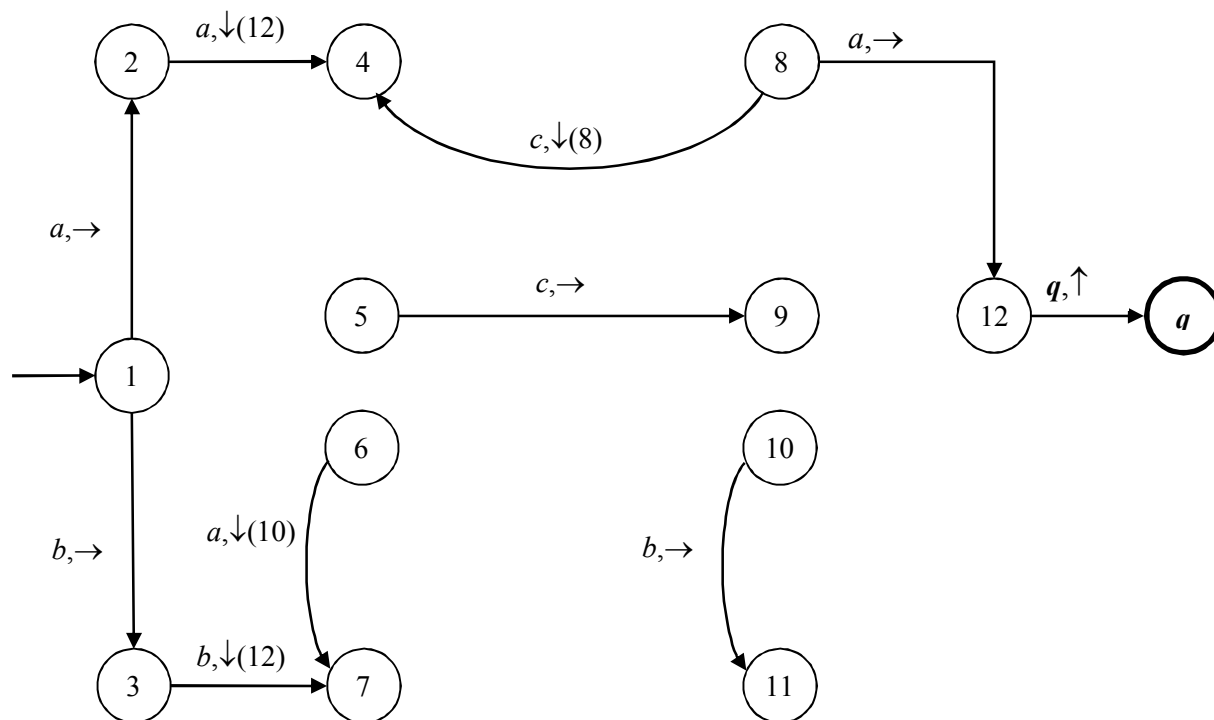 a,↓(12)
a,→
2
4
8
c,↓(8)
a,→
c,→
q,↑
5
9
12
q
1
6
10
a,↓(10)
b,→
b,→
b,↓(12)
3
7
11